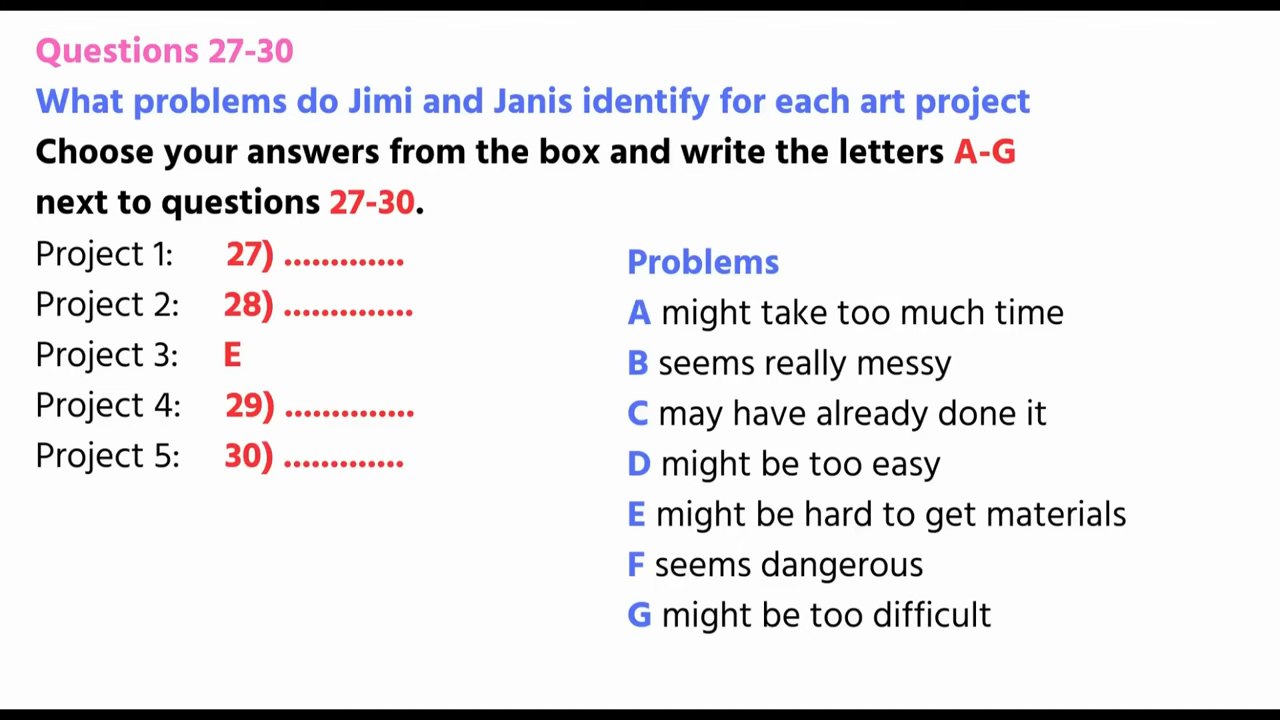 Questions 27-30
What problems do Jimi and Janis identify for each art project
Choose your answers from the box and write the letters A-G
next to questions 27-30.
Project 1: 27) .............
Project 2: 28) ..............
Project 3: E
Project 4: 29) ..............
Project 5: 30) .............
Problems
A might take too much time
B seems really messy
C may have already done it
D might be too easy
E might be hard to get materials
F seems dangerous
G might be too difficult